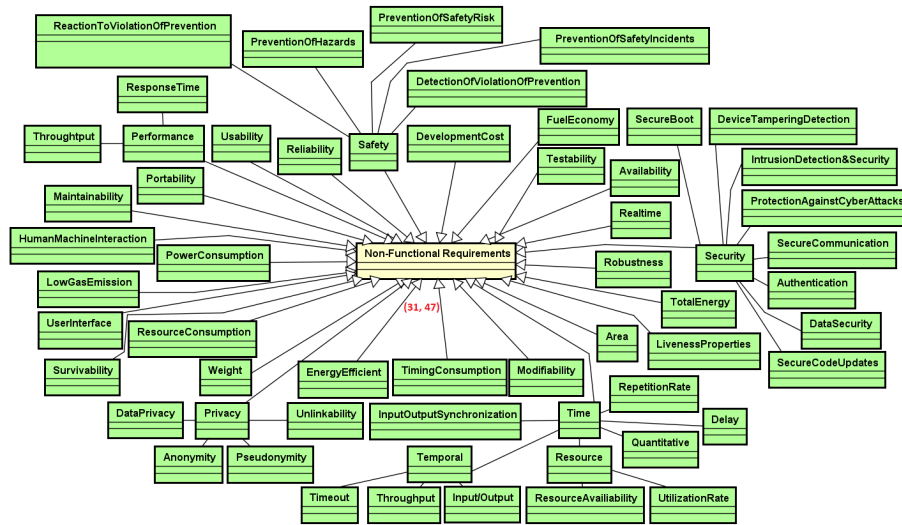 ReactionToViolationOfPrevention
PreventionOfHazards
PreventionOfSafetyRisk
PreventionOfSafetyIncidents
DetectionOfViolationOfPrevention
ResponseTime
Throughtput
Performance
Usability
Reliability
Safety
DevelopmentCost
FuelEconomy
SecureBoot
DeviceTamperingDetection
Testability
IntrusionDetection&Security
Portability
Availability
Maintainability
ProtectionAgainstCyberAttacks
Realtime
HumanMachineInteraction
PowerConsumption
Non-Functional Requirements
Robustness
Security
SecureCommunication
LowGasEmission
Authentication
TotalEnergy
(31, 47)
UserInterface
ResourceConsumption
Area
LivenessProperties
DataSecurity
Survivability
Weight
EnergyEfficient
TimingConsumption
Modifiability
SecureCodeUpdates
RepetitionRate
DataPrivacy
Privacy
Unlinkability
InputOutputSynchronization
Time
Delay
Quantitative
Anonymity
Pseudonymity
Temporal
Resource
Timeout
Throughput
Input/Output
ResourceAvailiability
UtilizationRate